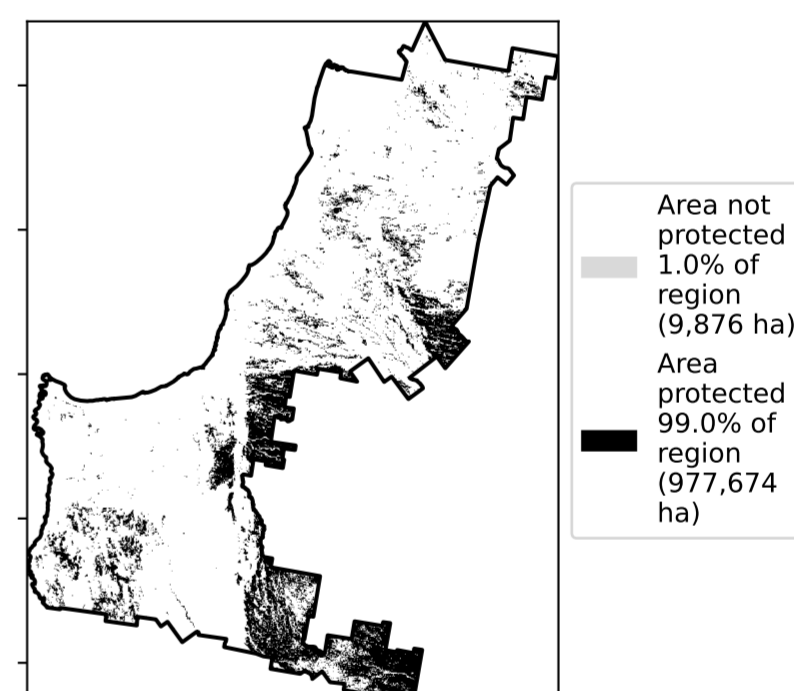 Area not
protected
1.0% of
region
(9,876 ha)
Area
protected
99.0% of
region
(977,674
ha)